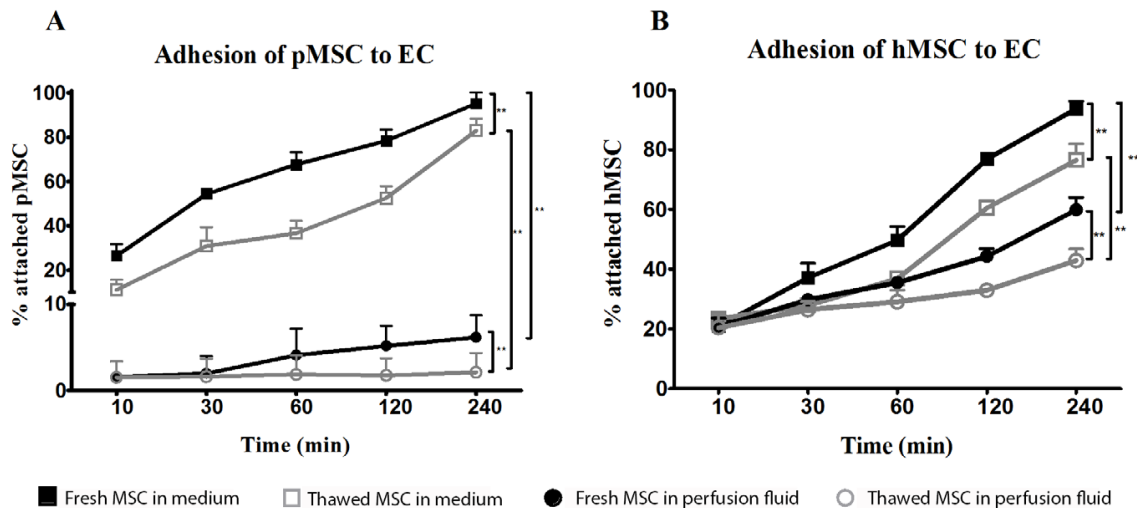 A
Adhesion of pMSC to EC
% attached pMSC
100
80
60
40
20
10
0
10 30 60 120 240
Time (min)
**
**
**
**
B
Adhesion of hMSC to EC
% attached hMSC
100
80
60
40
20
0
10 30 60 120 240
Time (min)
**
**
**
**
Fresh MSC in medium Thawed MSC in medium Fresh MSC in perfusion fluid Thawed MSC in perfusion fluid